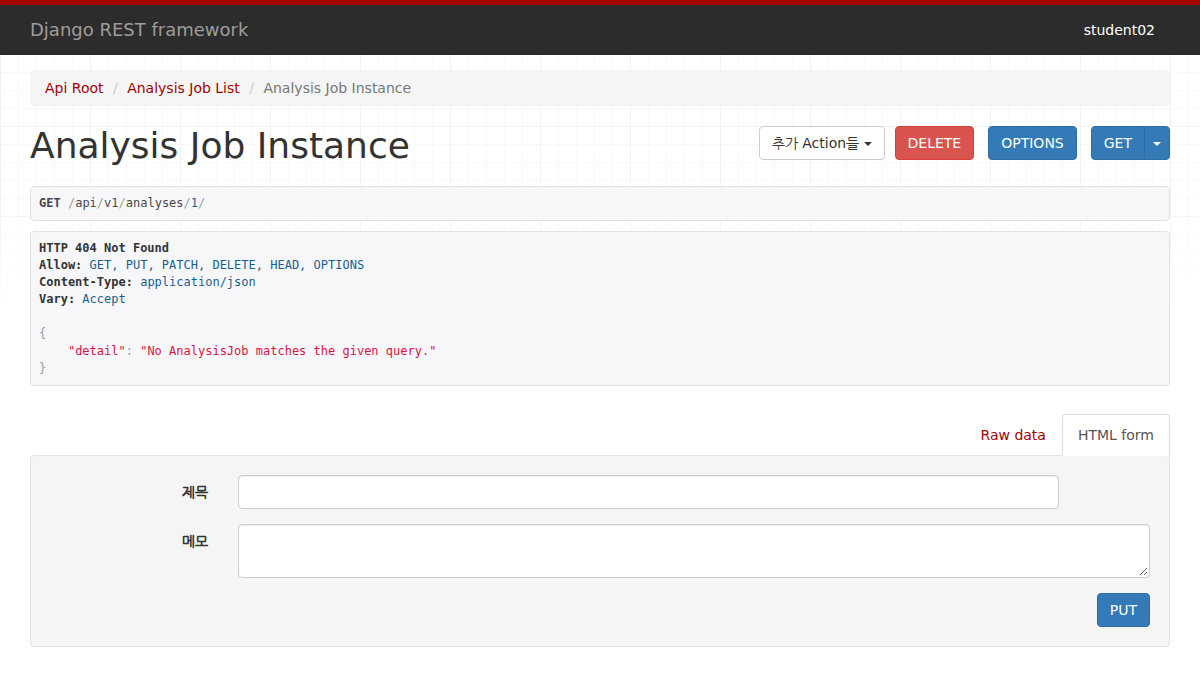 Django REST framework
student02
Api Root / Analysis Job List / Analysis Job Instance
Analysis Job Instance
추가 Action들
DELETE
OPTIONS
GET
GET /api/v1/analyses/1/
HTTP 404 Not Found
Allow: GET, PUT, PATCH, DELETE, HEAD, OPTIONS
Content-Type: application/json
Vary: Accept
{
    "detail": "No AnalysisJob matches the given query."
}
Raw data
HTML form
제목
메모
PUT